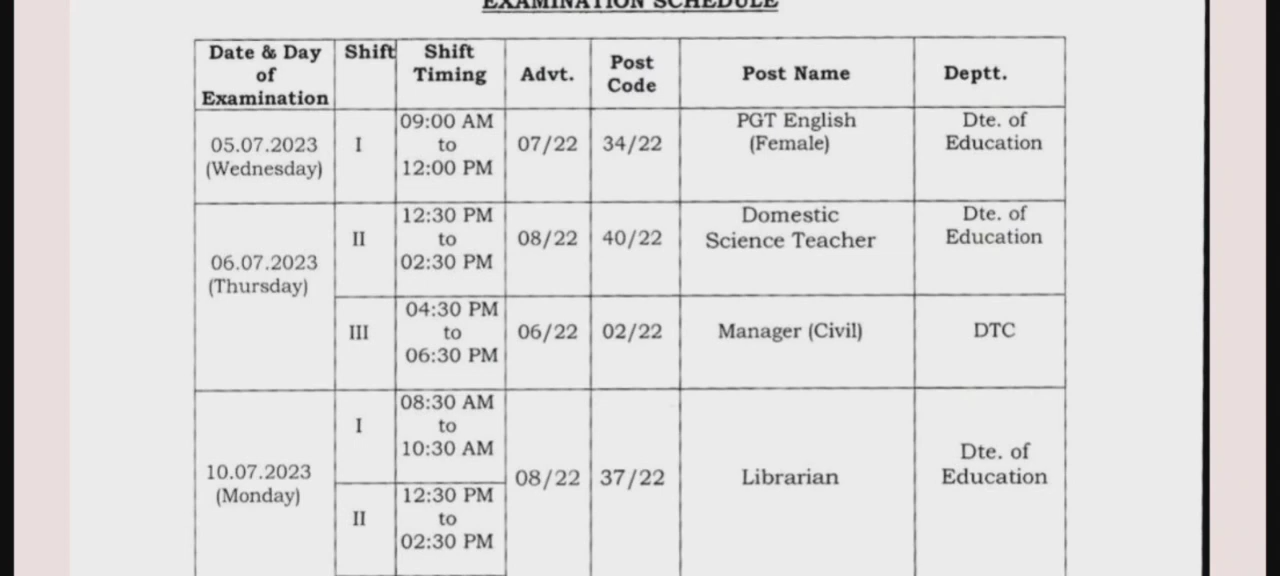 EXAMINATION SCHEDULE
Date & Day of Examination | Shift | Shift Timing | Advt. | Post Code | Post Name | Deptt.
05.07.2023 (Wednesday) | I | 09:00 AM to 12:00 PM | 07/22 | 34/22 | PGT English (Female) | Dte. of Education
06.07.2023 (Thursday) | II | 12:30 PM to 02:30 PM | 08/22 | 40/22 | Domestic Science Teacher | Dte. of Education
III | 04:30 PM to 06:30 PM | 06/22 | 02/22 | Manager (Civil) | DTC
10.07.2023 (Monday) | I | 08:30 AM to 10:30 AM | 08/22 | 37/22 | Librarian | Dte. of Education
II | 12:30 PM to 02:30 PM